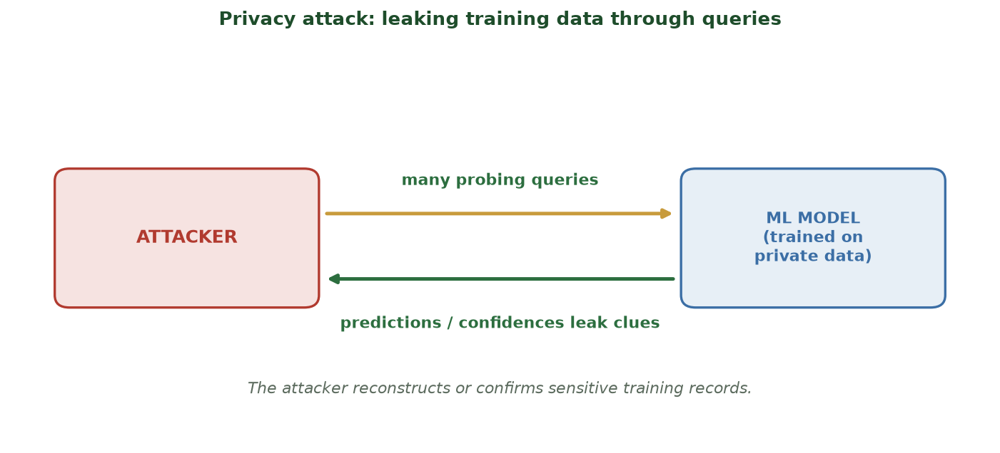 Privacy attack: leaking training data through queries
many probing queries
ATTACKER
ML MODEL
(trained on
private data)
predictions / confidences leak clues
The attacker reconstructs or confirms sensitive training records.